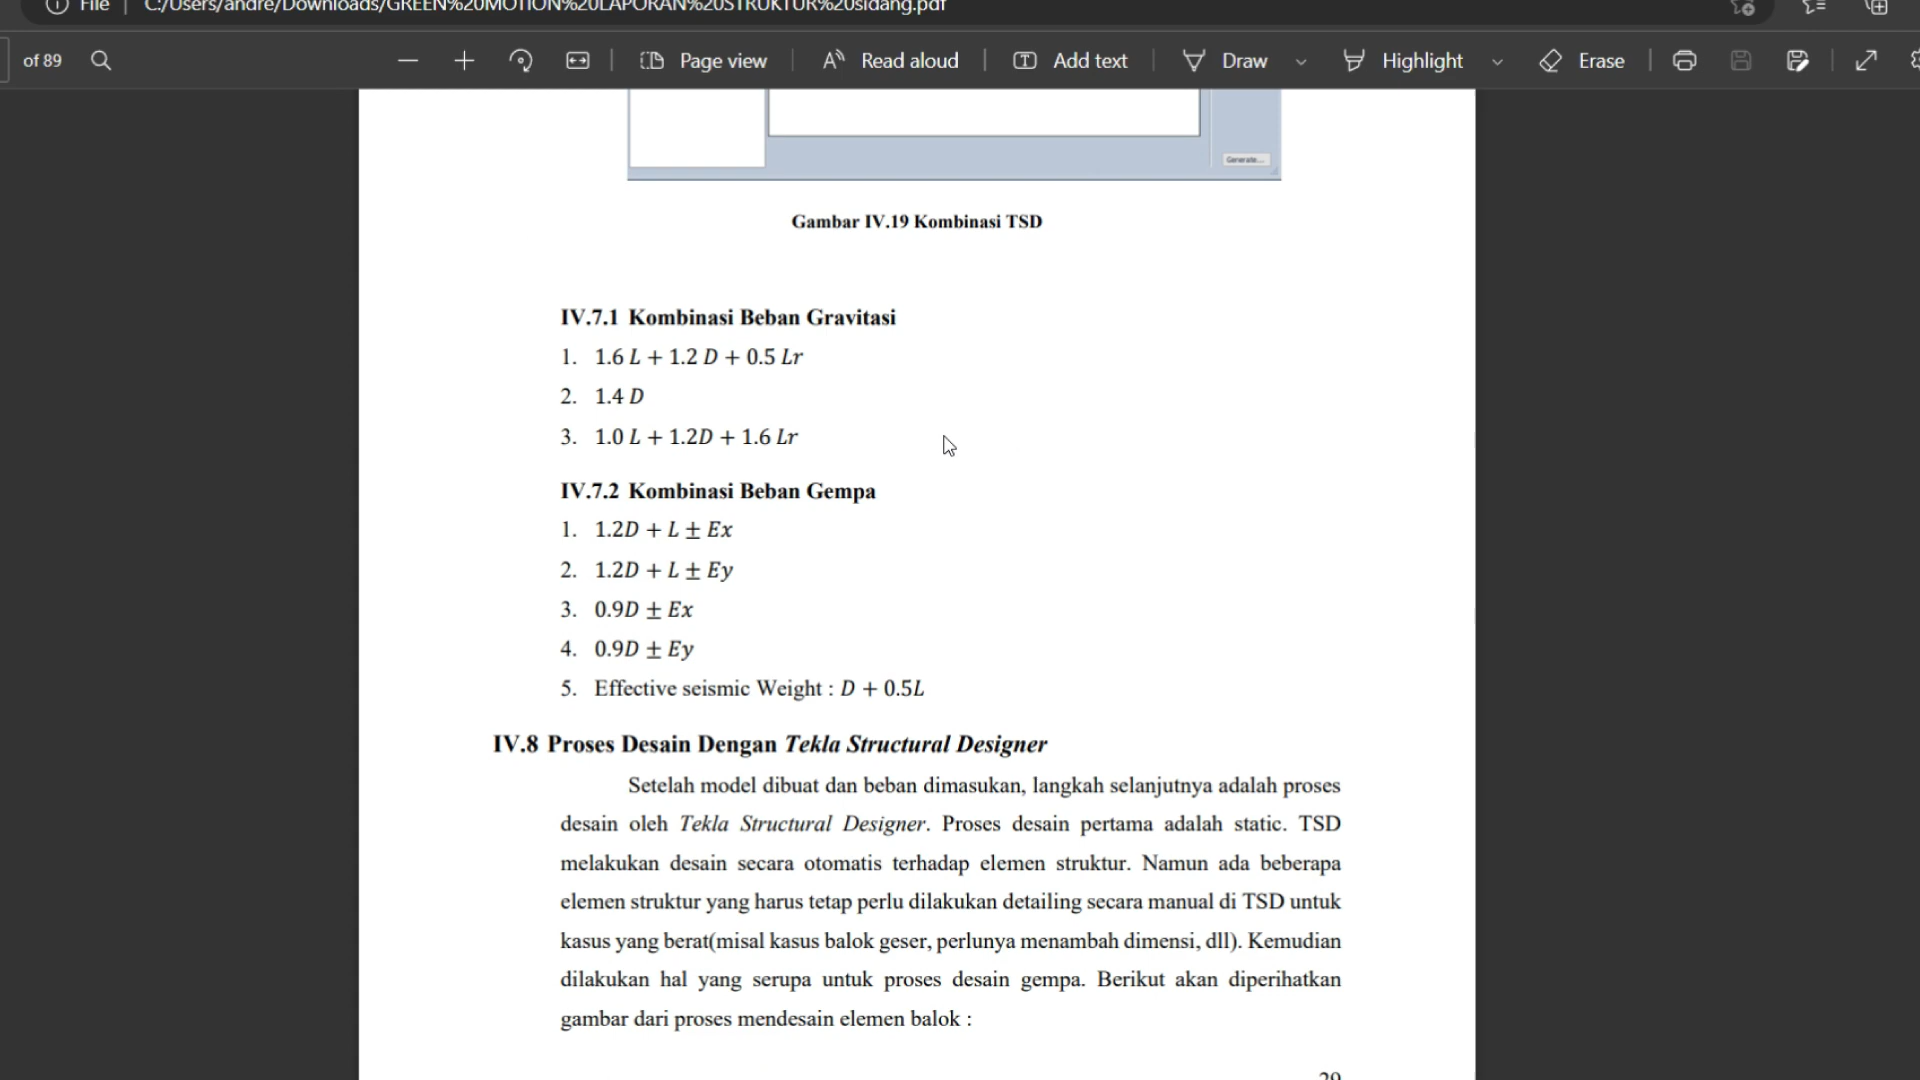 File
C:/Users/andre/Downloads/GREEN%20MOTION%20LAPORAN%20STRUKTUR%20sidang.pdf
of 89
Page view
Read aloud
Add text
Draw
Highlight
Erase
Generate...
Gambar IV.19 Kombinasi TSD
IV.7.1 Kombinasi Beban Gravitasi
1. 1.6 L + 1.2 D + 0.5 Lr
2. 1.4 D
3. 1.0 L + 1.2D + 1.6 Lr
IV.7.2 Kombinasi Beban Gempa
1. 1.2D + L ± Ex
2. 1.2D + L ± Ey
3. 0.9D ± Ex
4. 0.9D ± Ey
5. Effective seismic Weight : D + 0.5L
IV.8 Proses Desain Dengan Tekla Structural Designer
Setelah model dibuat dan beban dimasukan, langkah selanjutnya adalah proses
desain oleh Tekla Structural Designer. Proses desain pertama adalah static. TSD
melakukan desain secara otomatis terhadap elemen struktur. Namun ada beberapa
elemen struktur yang harus tetap perlu dilakukan detailing secara manual di TSD untuk
kasus yang berat(misal kasus balok geser, perlunya menambah dimensi, dll). Kemudian
dilakukan hal yang serupa untuk proses desain gempa. Berikut akan diperihatkan
gambar dari proses mendesain elemen balok :
29